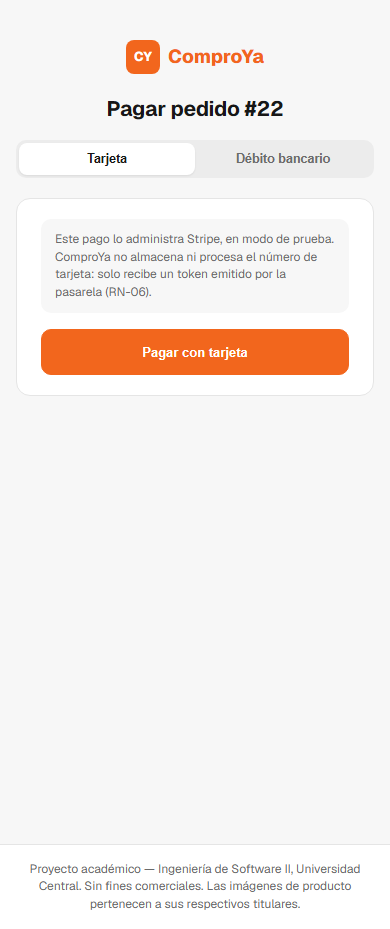 CY ComproYa
Pagar pedido #22
Tarjeta Débito bancario
Este pago lo administra Stripe, en modo de prueba.
ComproYa no almacena ni procesa el número de
tarjeta: solo recibe un token emitido por la
pasarela (RN-06).
Pagar con tarjeta
Proyecto académico — Ingeniería de Software II, Universidad
Central. Sin fines comerciales. Las imágenes de producto
pertenecen a sus respectivos titulares.